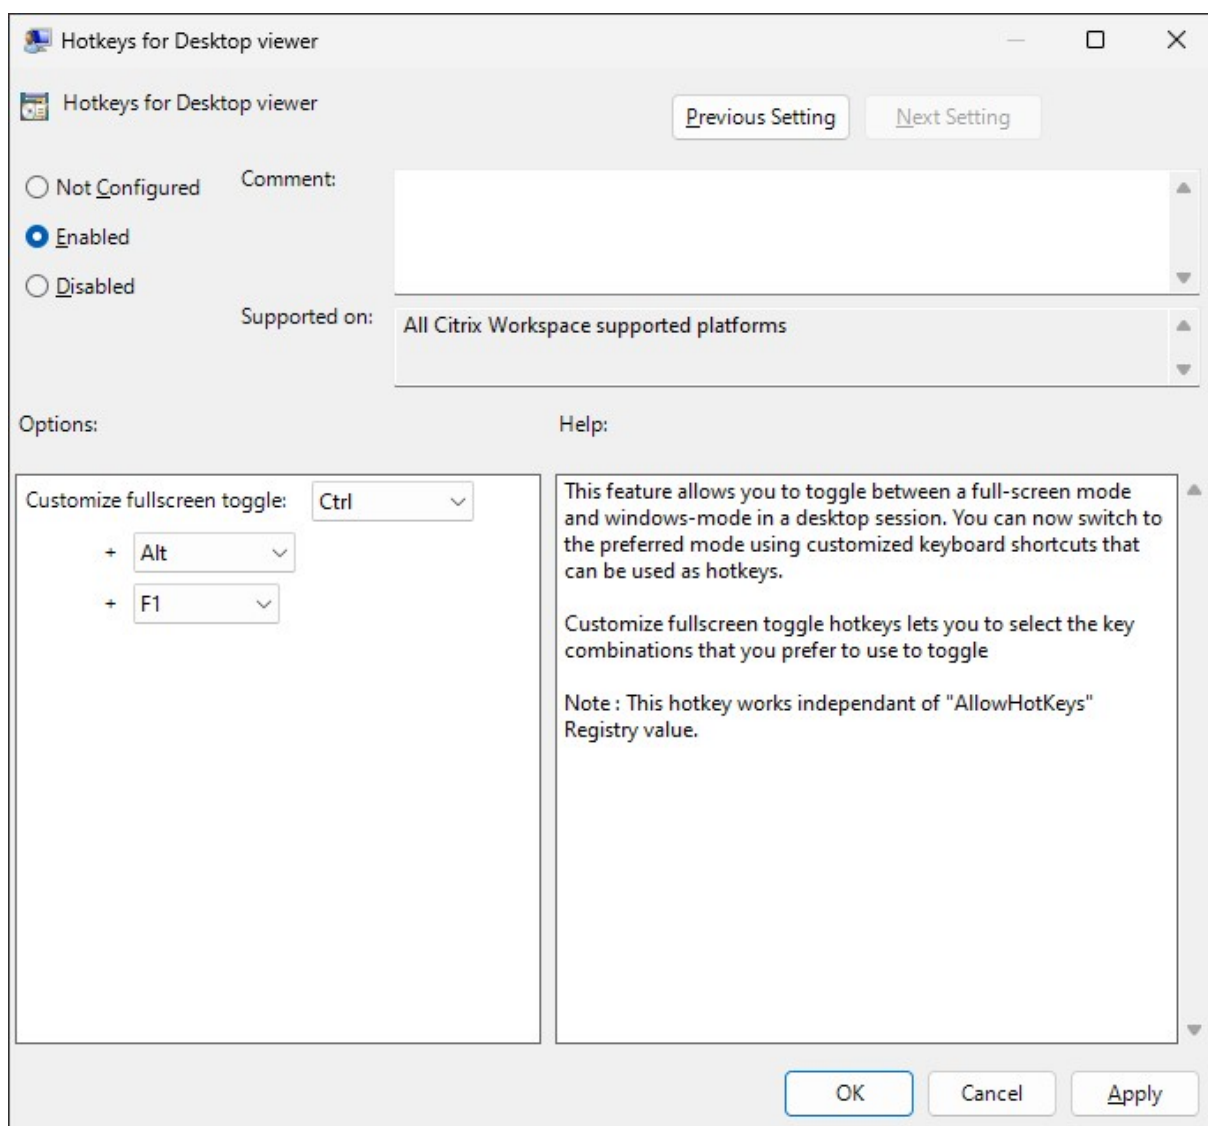 Hotkeys for Desktop viewer
Hotkeys for Desktop viewer
Previous Setting
Next Setting
Not Configured
Comment:
Enabled
Disabled
Supported on:
All Citrix Workspace supported platforms
Options:
Help:
Customize fullscreen toggle: Ctrl
+ Alt
+ F1
This feature allows you to toggle between a full-screen mode
and windows-mode in a desktop session. You can now switch to
the preferred mode using customized keyboard shortcuts that
can be used as hotkeys.
Customize fullscreen toggle hotkeys lets you to select the key
combinations that you prefer to use to toggle
Note : This hotkey works independant of "AllowHotKeys"
Registry value.
OK
Cancel
Apply